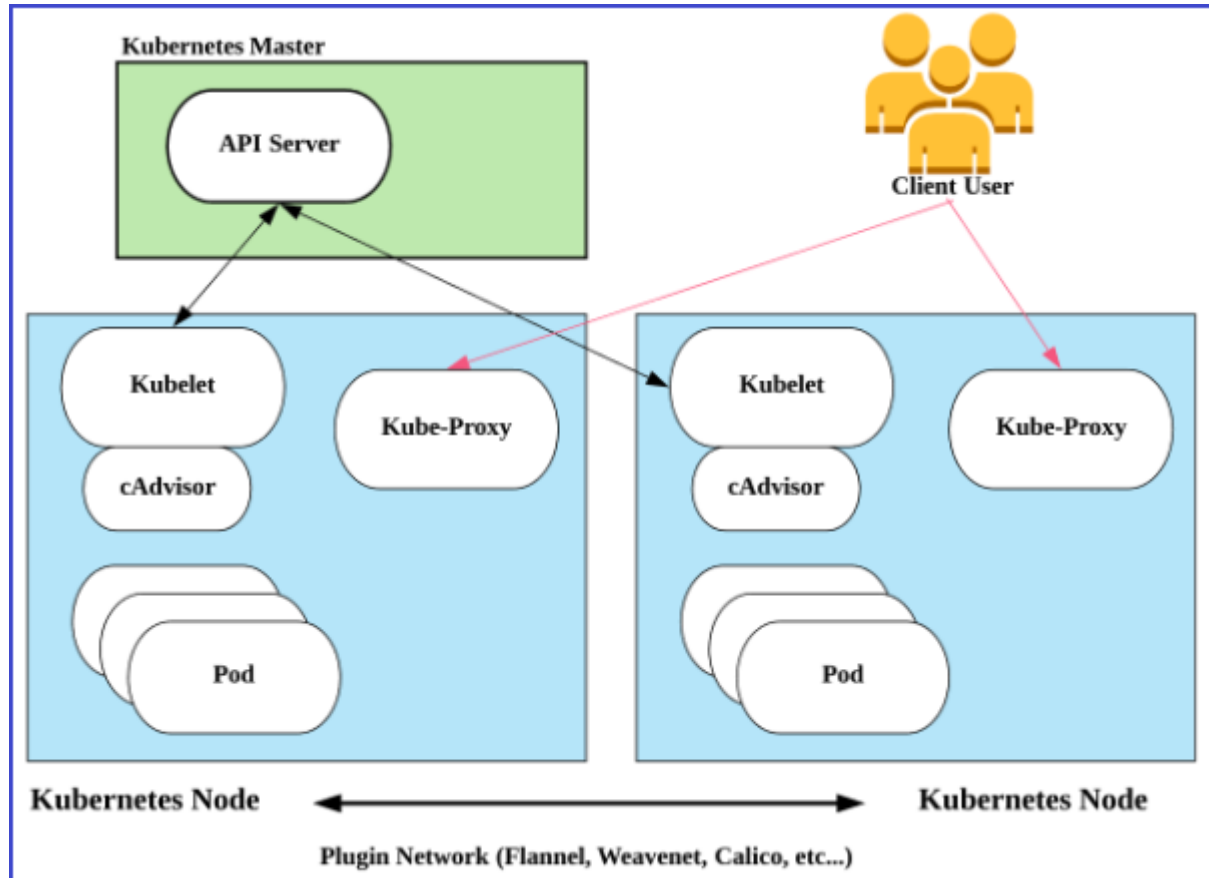 Kubernetes Master
API Server
Client User
Kubelet
Kube-Proxy
cAdvisor
Pod
Kubelet
Kube-Proxy
cAdvisor
Pod
Kubernetes Node
Kubernetes Node
Plugin Network (Flannel, Weavenet, Calico, etc...)